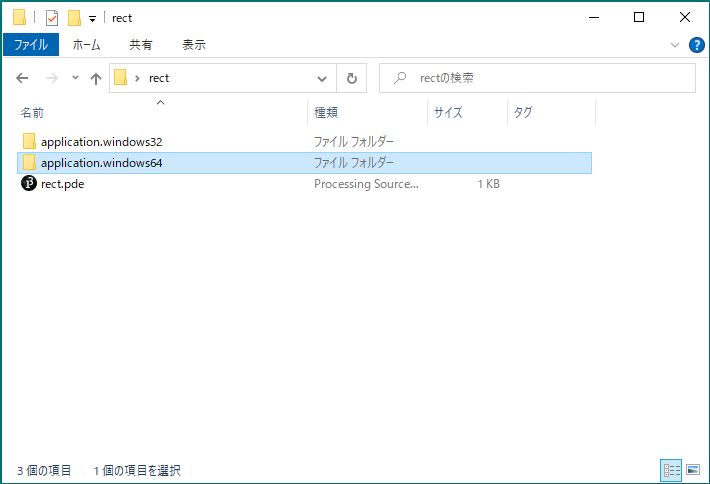 rect
ファイル ホーム 共有 表示
rect rectの検索
名前 種類 サイズ タグ
application.windows32 ファイル フォルダー
application.windows64 ファイル フォルダー
rect.pde Processing Source... 1 KB
3 個の項目 1 個の項目を選択